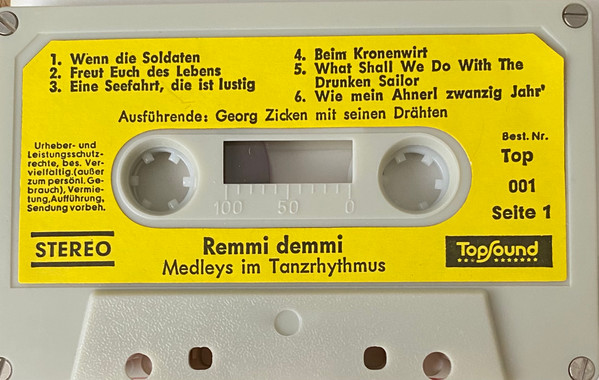 1. Wenn die Soldaten
2. Freut Euch des Lebens
3. Eine Seefahrt, die ist lustig
4. Beim Kronenwirt
5. What Shall We Do With The
Drunken Sailor
6. Wie mein Ahnerl zwanzig Jahr'
Ausführende: Georg Zicken mit seinen Drähten
Urheber- und
Leistungsschutz-
rechte, bes. Ver-
vielfältig.(außer
zum persönl. Ge-
brauch), Vermie-
tung,Aufführung,
Sendung vorbeh.
100 50 0
Best. Nr.
Top
001
Seite 1
STEREO
Remmi demmi
Medleys im Tanzrhythmus
TopSound